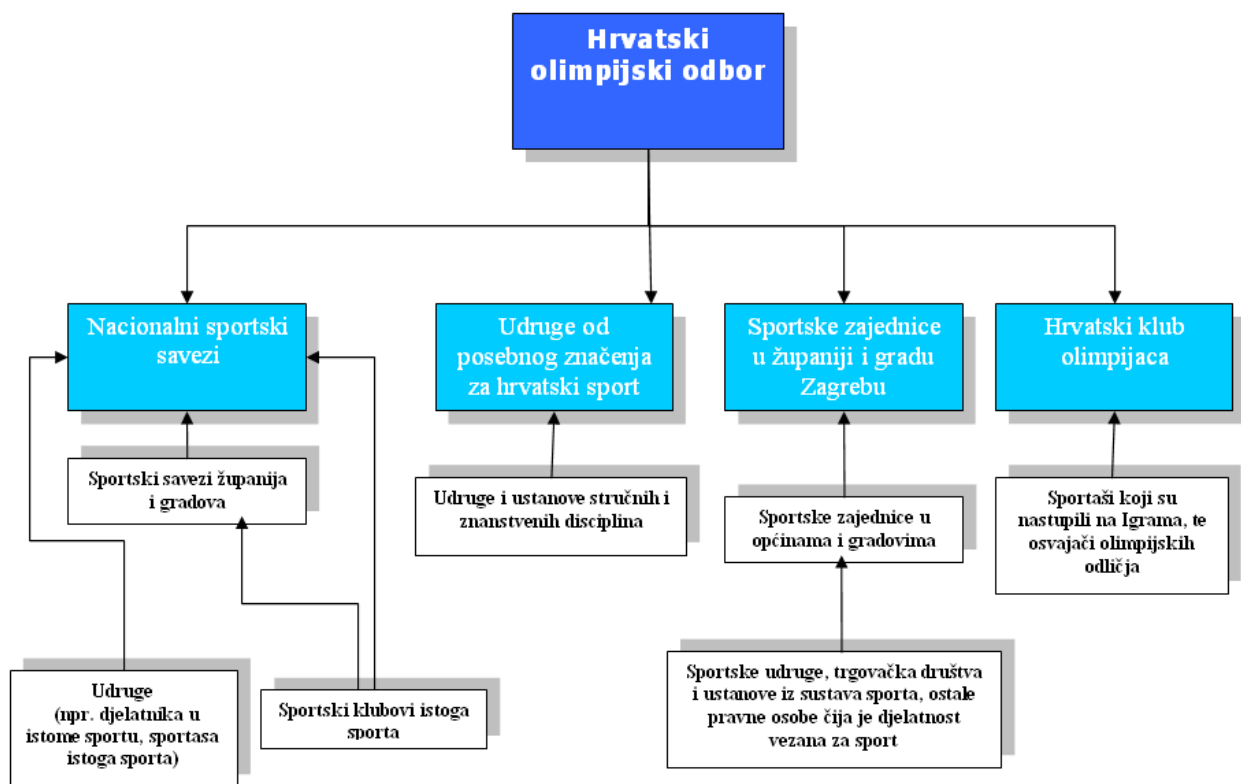 Hrvatski
olimpijski odbor
Nacionalni sportski
savezi
Udruge od
posebnog značenja
za hrvatski sport
Sportske zajednice
u županiji i gradu
Zagrebu
Hrvatski klub
olimpijaca
Sportski savezi županija
i gradova
Udruge i ustanove stručnih i
znanstvenih disciplina
Sportske zajednice u
općinama i gradovima
Sportaši koji su
nastupili na Igrama, te
osvajači olimpijskih
odličja
Udruge
(npr. djelatnika u
istome sportu, sportasa
istoga sporta)
Sportski klubovi istoga
sporta
Sportske udruge, trgovačka društva
i ustanove iz sustava sporta, ostale
pravne osobe čija je djelatnost
vezana za sport